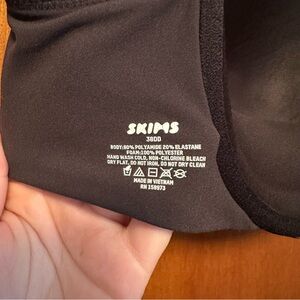 SKIMS
38DD
BODY:80% POLYAMIDE 20% ELASTANE
FOAM:100% POLYESTER
HAND WASH COLD, NON-CHLORINE BLEACH
DRY FLAT, DO NOT IRON, DO NOT DRY CLEAN
MADE IN VIETNAM
RN 158973